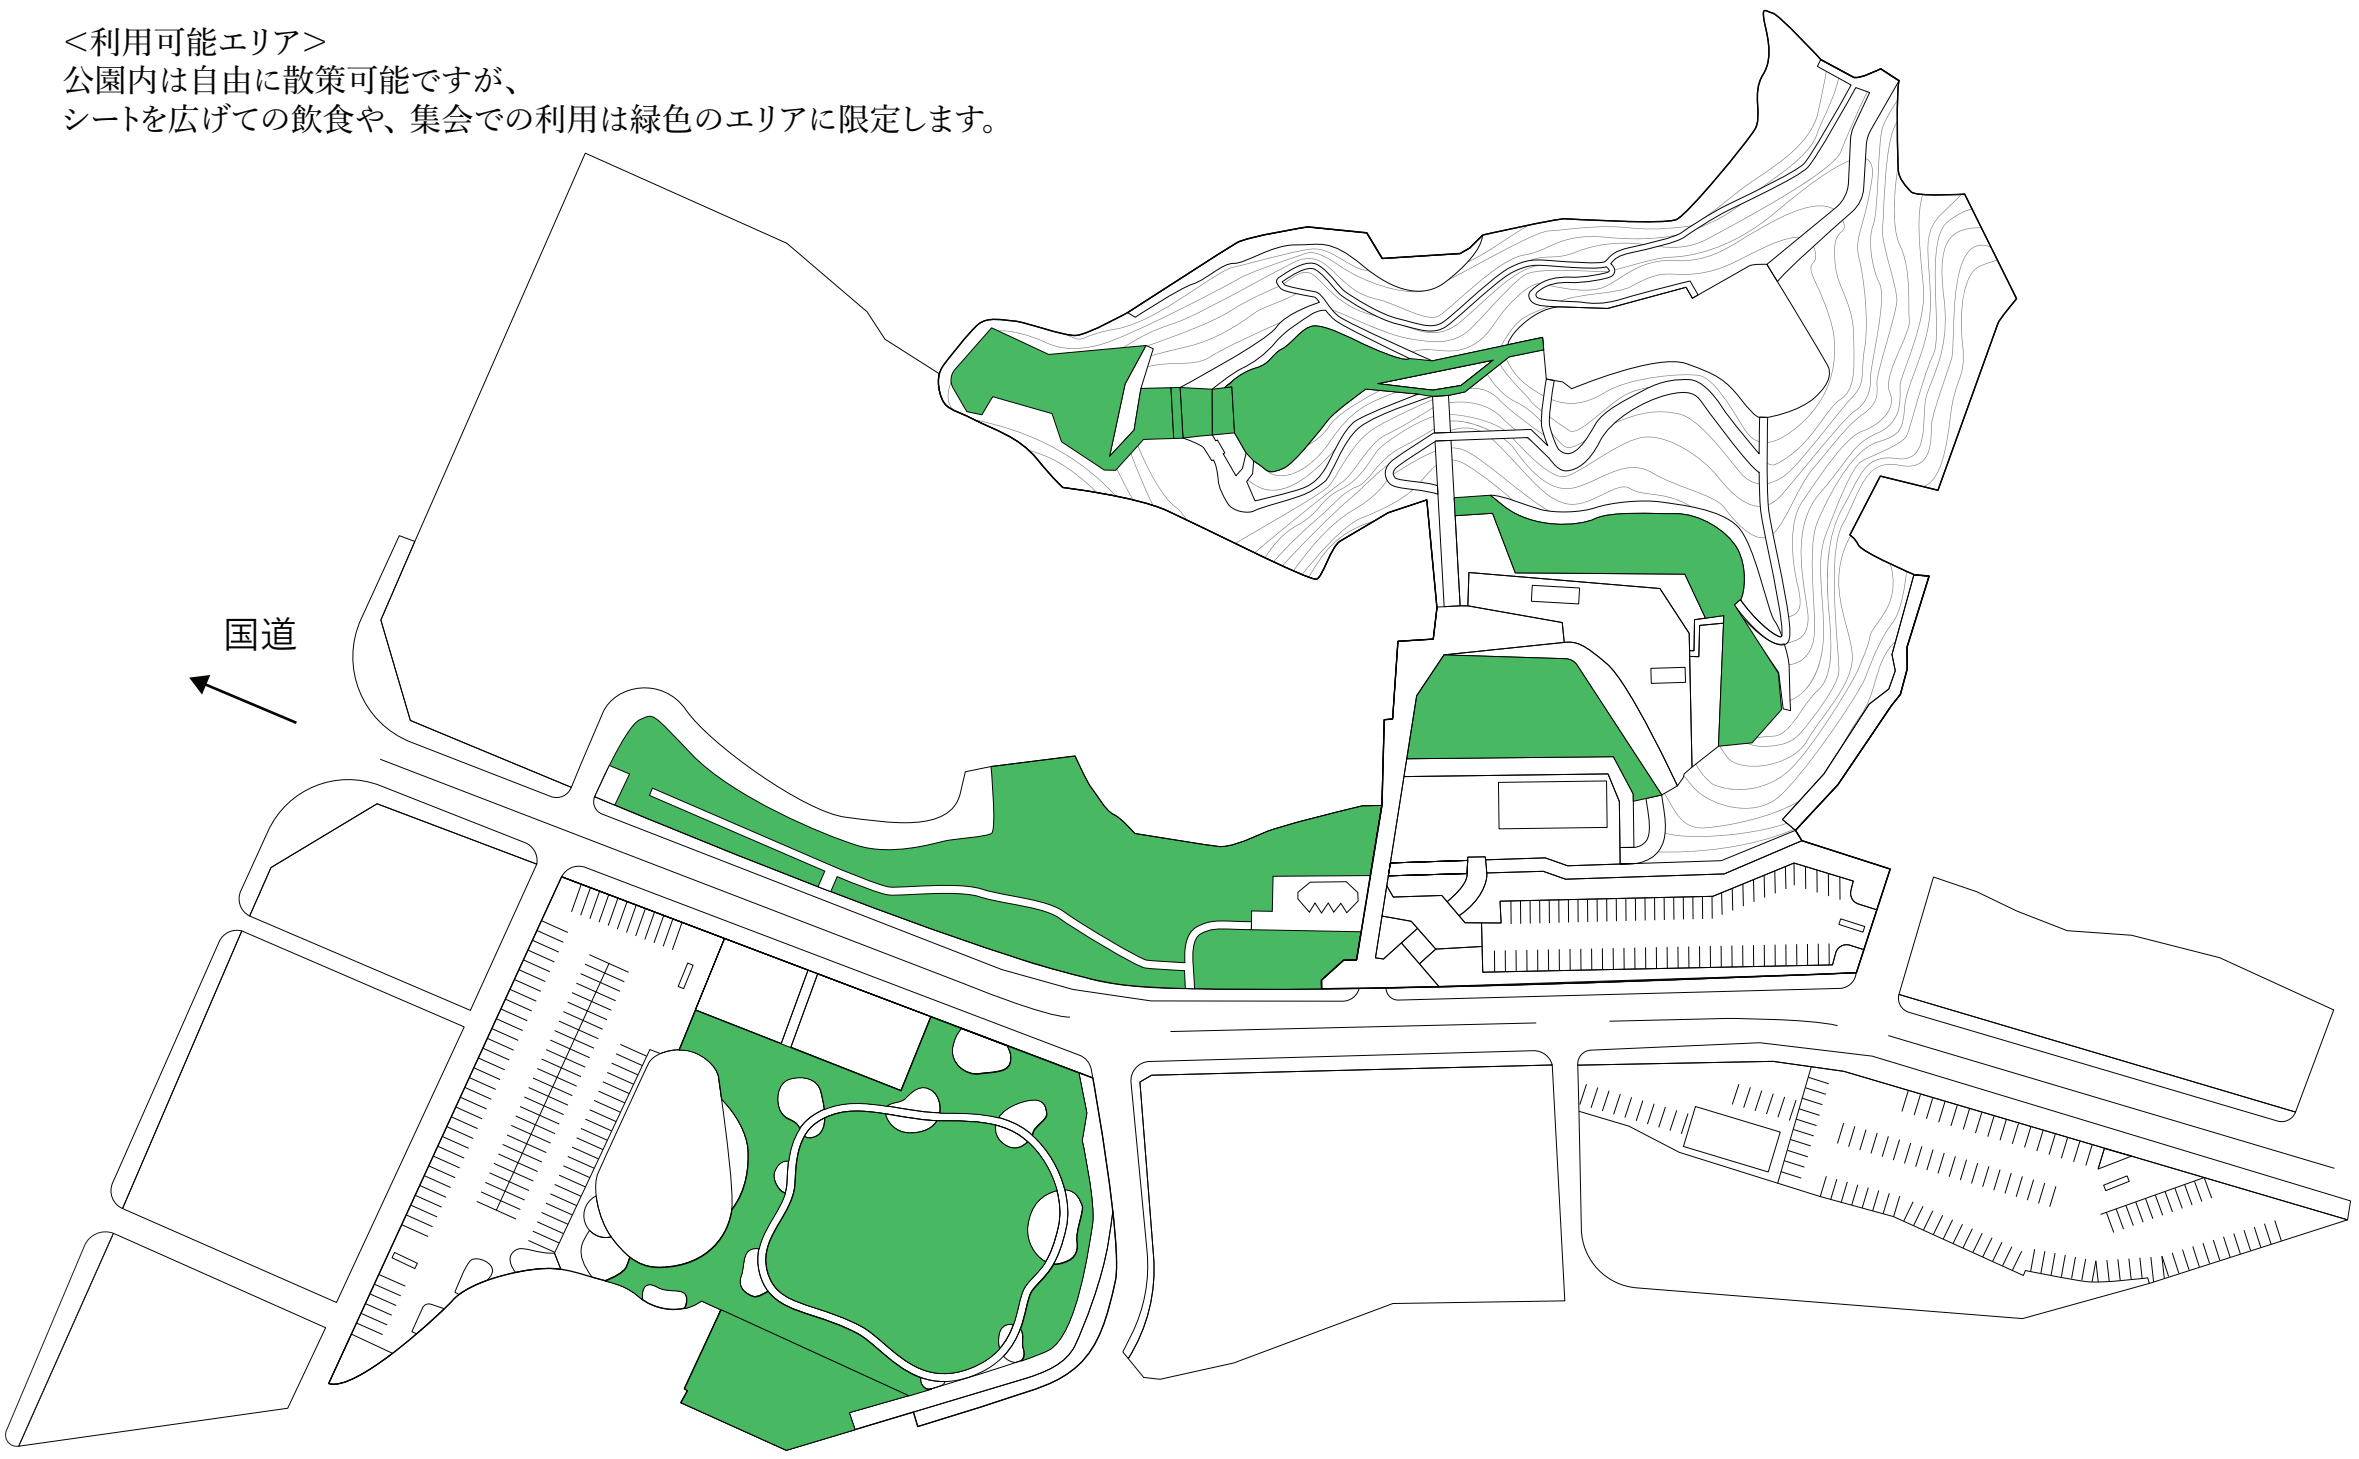 ＜利用可能エリア＞
公園内は自由に散策可能ですが、
シートを広げての飲食や、集会での利用は緑色のエリアに限定します。
国道